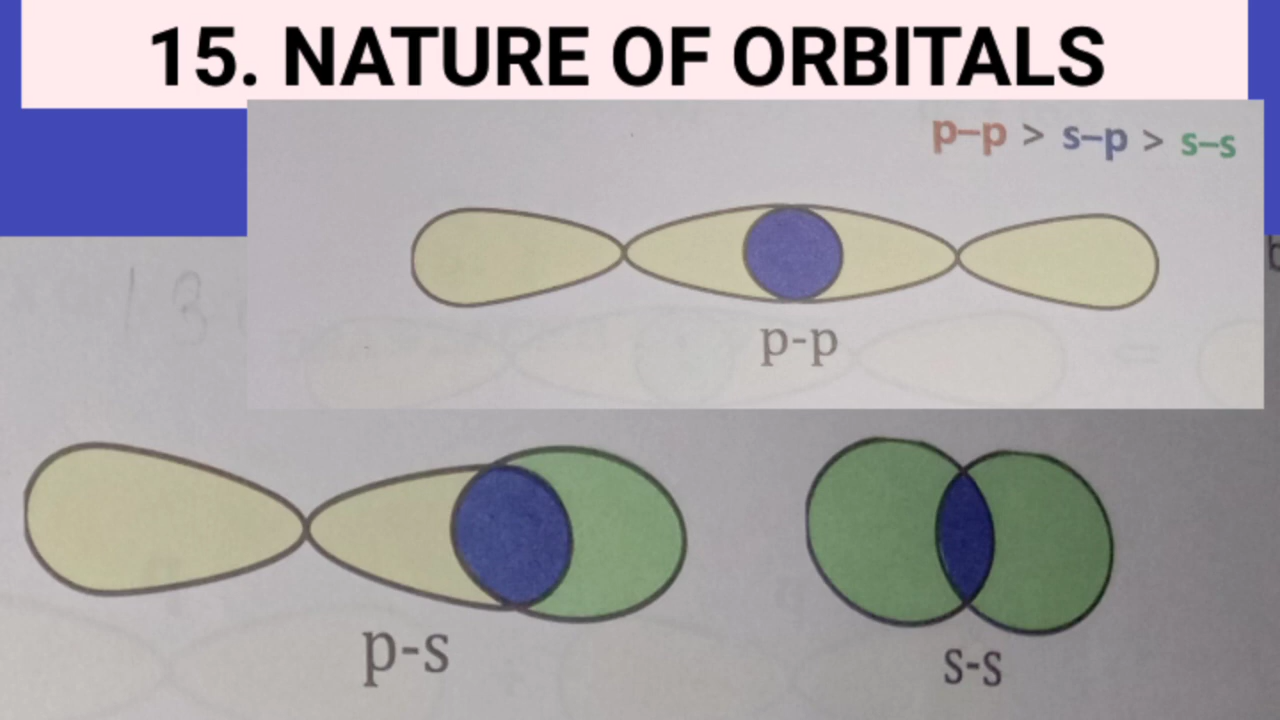 15. NATURE OF ORBITALS
p–p > s–p > s–s
p-p
p-s
s-s